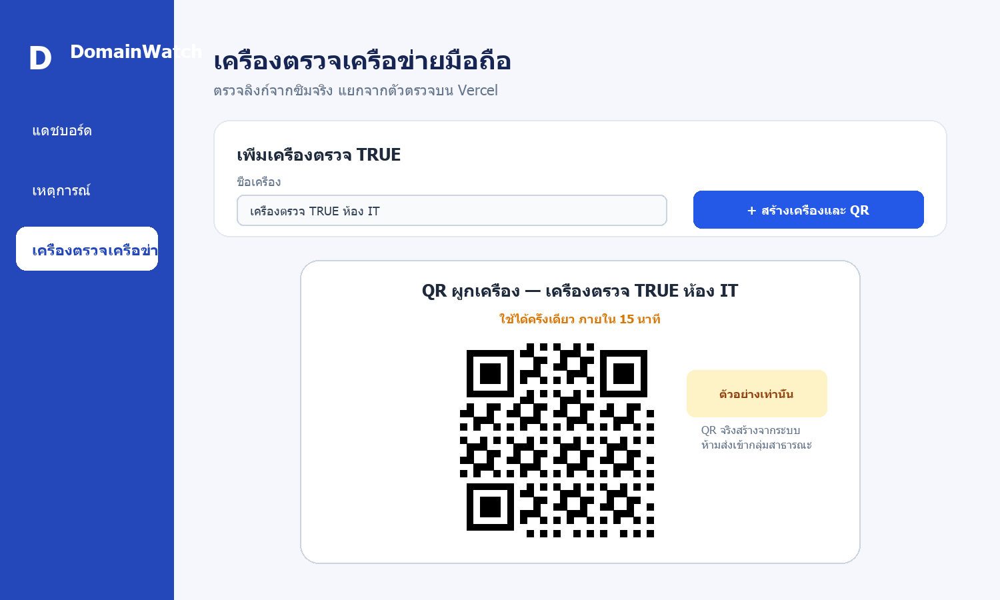 D DomainWatch
แดชบอร์ด
เหตุการณ์
เครื่องตรวจเครือข่า
เครื่องตรวจเครือข่ายมือถือ
ตรวจลิงก์จากซิมจริง แยกจากตัวตรวจบน Vercel
เพิ่มเครื่องตรวจ TRUE
ชื่อเครื่อง
เครื่องตรวจ TRUE ห้อง IT
+ สร้างเครื่องและ QR
QR ผูกเครื่อง — เครื่องตรวจ TRUE ห้อง IT
ใช้ได้ครั้งเดียว ภายใน 15 นาที
ตัวอย่างเท่านั้น
QR จริงสร้างจากระบบ
ห้ามส่งเข้ากลุ่มสาธารณะ